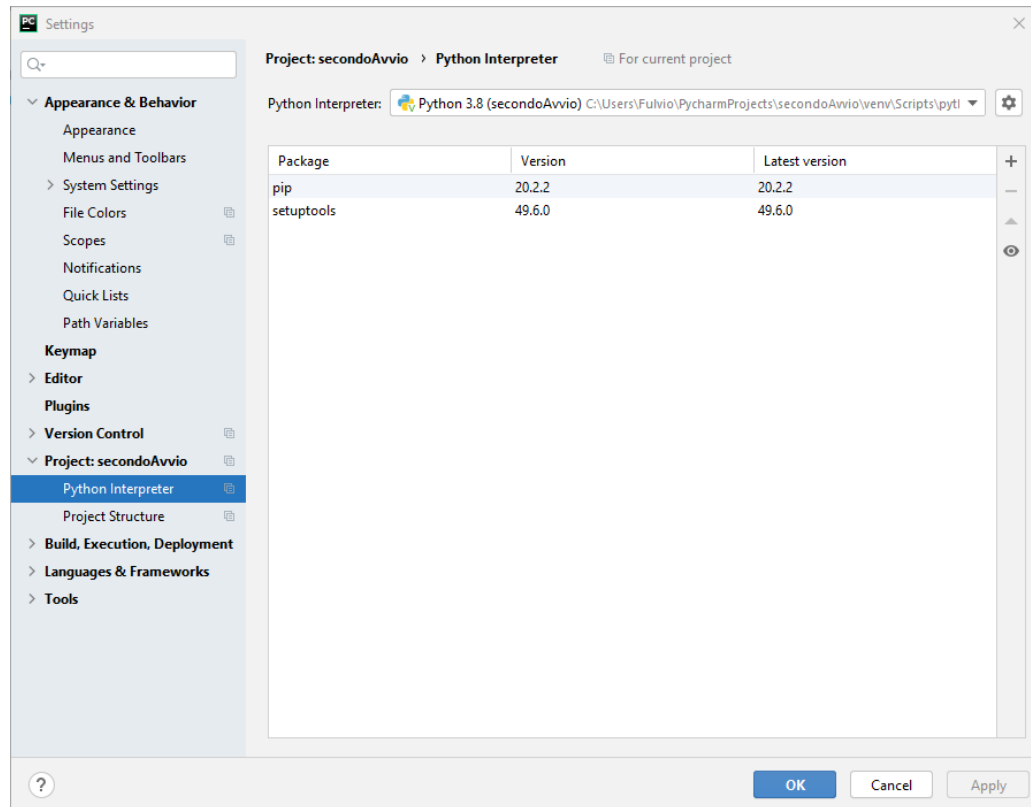 PC Settings
Project: secondoAvvio › Python Interpreter For current project
Python Interpreter: Python 3.8 (secondoAvvio) C:\Users\Fulvio\PycharmProjects\secondoAvvio\venv\Scripts\pyt
Appearance & Behavior
Appearance
Menus and Toolbars
System Settings
File Colors
Scopes
Notifications
Quick Lists
Path Variables
Keymap
Editor
Plugins
Version Control
Project: secondoAvvio
Python Interpreter
Project Structure
Build, Execution, Deployment
Languages & Frameworks
Tools
Package Version Latest version
pip 20.2.2 20.2.2
setuptools 49.6.0 49.6.0
? OK Cancel Apply